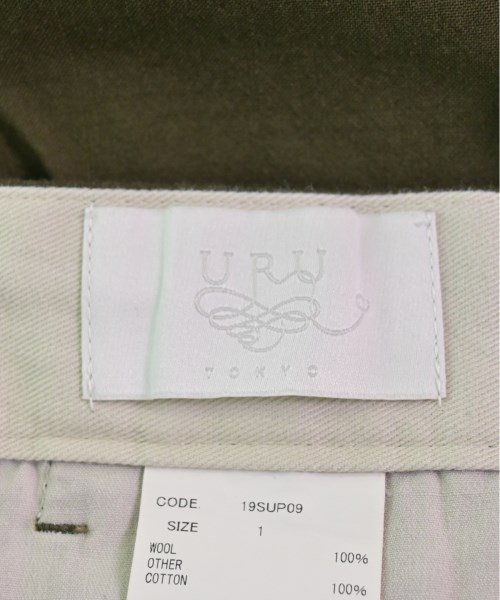 URU
TOKYO
CODE. 19SUP09
SIZE 1
WOOL 100%
OTHER
COTTON 100%